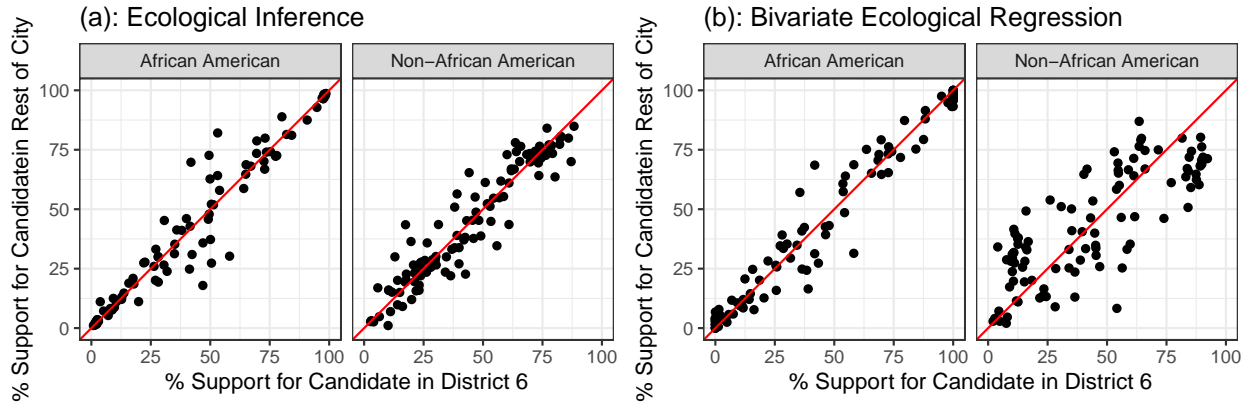 (a): Ecological Inference
African American
Non−African American
% Support for Candidatein Rest of City
100
75
50
25
0
0 25 50 75 100
0 25 50 75 100
% Support for Candidate in District 6
(b): Bivariate Ecological Regression
African American
Non−African American
% Support for Candidatein Rest of City
100
75
50
25
0
0 25 50 75 100
0 25 50 75 100
% Support for Candidate in District 6